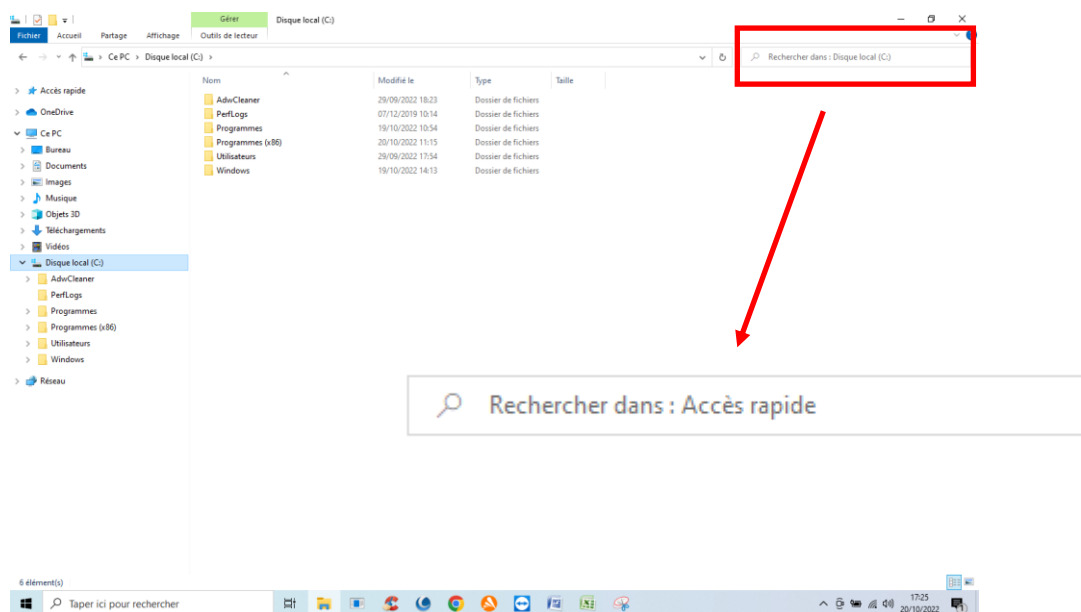 Gérer
Disque local (C:)
Fichier
Accueil
Partage
Affichage
Outils de lecteur
Ce PC
Disque local (C:)
Rechercher dans : Disque local (C:)
Nom
Modifié le
Type
Taille
Accès rapide
OneDrive
Ce PC
Bureau
Documents
Images
Musique
Objets 3D
Téléchargements
Vidéos
Disque local (C:)
AdwCleaner
PerfLogs
Programmes
Programmes (x86)
Utilisateurs
Windows
Réseau
AdwCleaner 29/09/2022 18:23 Dossier de fichiers
PerfLogs 07/12/2019 10:14 Dossier de fichiers
Programmes 19/10/2022 10:54 Dossier de fichiers
Programmes (x86) 20/10/2022 11:15 Dossier de fichiers
Utilisateurs 29/09/2022 17:54 Dossier de fichiers
Windows 19/10/2022 14:13 Dossier de fichiers
Rechercher dans : Accès rapide
6 élément(s)
Taper ici pour rechercher
17:25
20/10/2022